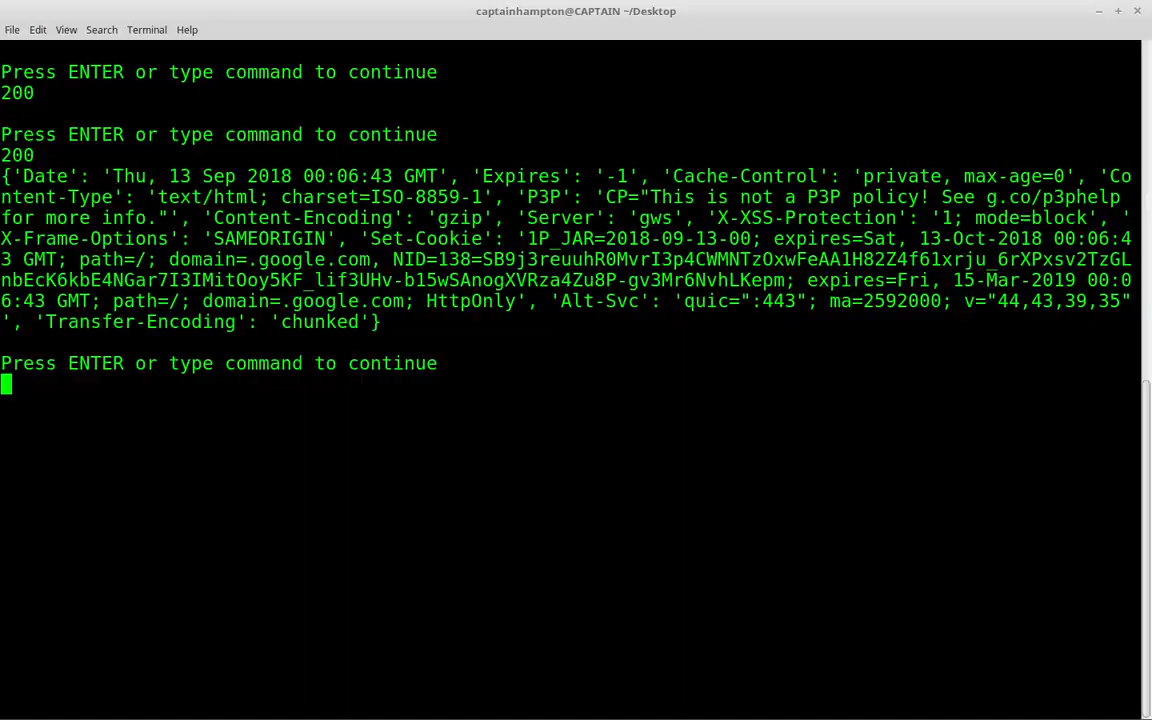 captainhampton@CAPTAIN ~/Desktop
File Edit View Search Terminal Help
Press ENTER or type command to continue
200
Press ENTER or type command to continue
200
{'Date': 'Thu, 13 Sep 2018 00:06:43 GMT', 'Expires': '-1', 'Cache-Control': 'private, max-age=0', 'Co
ntent-Type': 'text/html; charset=ISO-8859-1', 'P3P': 'CP="This is not a P3P policy! See g.co/p3phelp
for more info."', 'Content-Encoding': 'gzip', 'Server': 'gws', 'X-XSS-Protection': '1; mode=block', '
X-Frame-Options': 'SAMEORIGIN', 'Set-Cookie': '1P_JAR=2018-09-13-00; expires=Sat, 13-Oct-2018 00:06:4
3 GMT; path=/; domain=.google.com, NID=138=SB9j3reuuhR0MvrI3p4CWMNTzOxwFeAA1H82Z4f61xrju_6rXPxsv2TzGL
nbEcK6kbE4NGar7I3IMitOoy5KF_lif3UHv-b15wSAnogXVRza4Zu8P-gv3Mr6NvhLKepm; expires=Fri, 15-Mar-2019 00:0
6:43 GMT; path=/; domain=.google.com; HttpOnly', 'Alt-Svc': 'quic=":443"; ma=2592000; v="44,43,39,35"
', 'Transfer-Encoding': 'chunked'}
Press ENTER or type command to continue